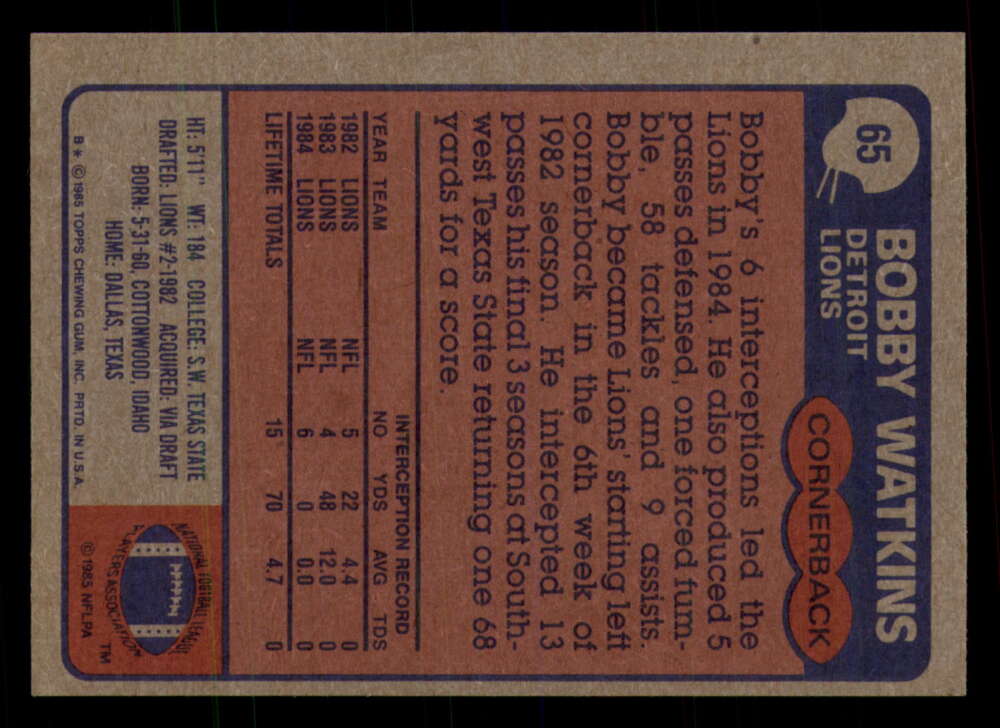 65
BOBBY WATKINS
DETROIT
LIONS
CORNERBACK
Bobby's 6 interceptions led the
Lions in 1984. He also produced 5
passes defensed, one forced fum-
ble, 58 tackles and 9 assists.
Bobby became Lions' starting left
cornerback in the 6th week of
1982 season. He intercepted 13
passes his final 3 seasons at South-
west Texas State returning one 68
yards for a score.
INTERCEPTION RECORD
YEAR TEAM NO YDS AVG TDS
1982 LIONS NFL 5 22 4.4 0
1983 LIONS NFL 4 48 12.0 0
1984 LIONS NFL 6 0 0.0 0
LIFETIME TOTALS 15 70 4.7 0
HT: 5'11" WT: 184 COLLEGE: S.W. TEXAS STATE
DRAFTED: LIONS #2-1982 ACQUIRED: VIA DRAFT
BORN: 5-31-60, COTTONWOOD, IDAHO
HOME: DALLAS, TEXAS
B* © 1985 TOPPS CHEWING GUM, INC. PRTD. IN U.S.A.
NATIONAL FOOTBALL LEAGUE
PLAYERS ASSOCIATION
TM
© 1985 NFLPA